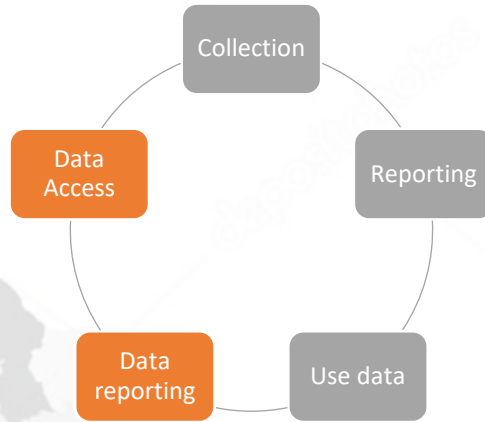 Collection
Reporting
Use data
Data
reporting
Data
Access